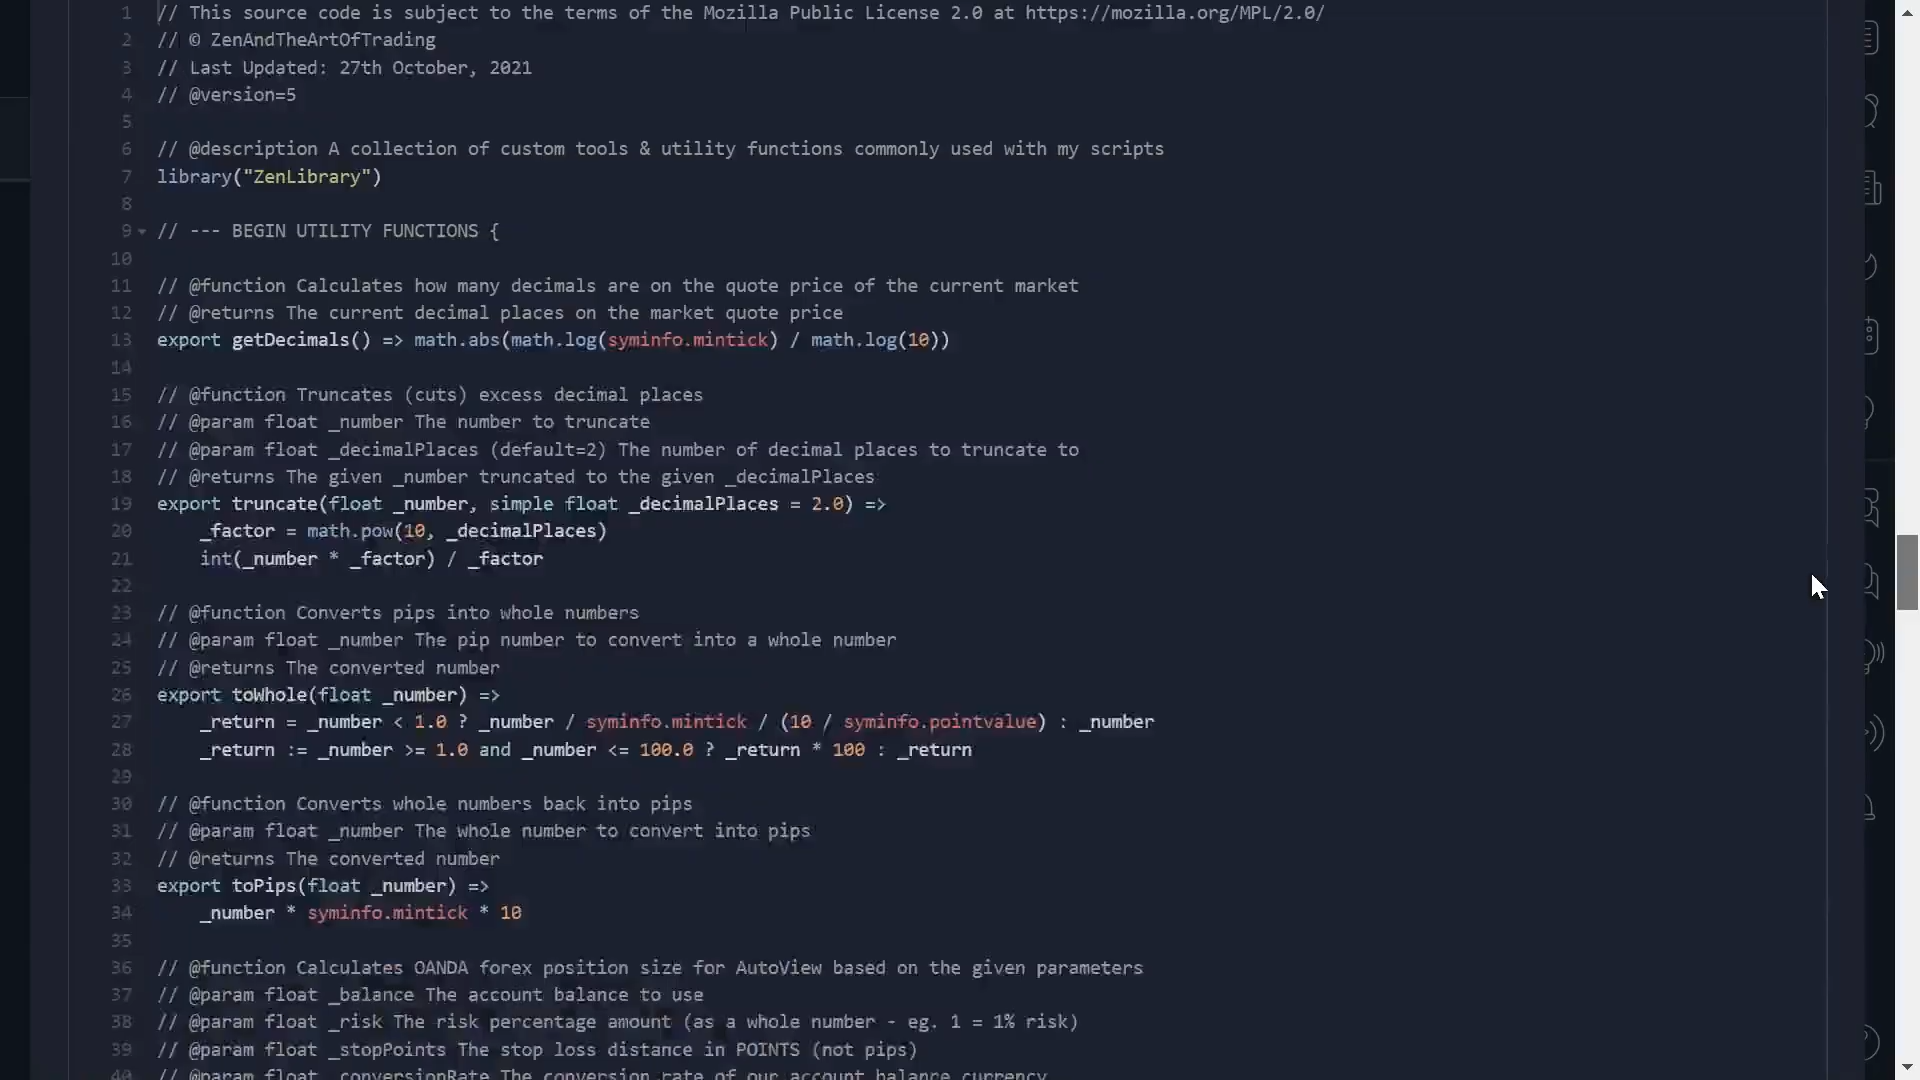 1 // This source code is subject to the terms of the Mozilla Public License 2.0 at https://mozilla.org/MPL/2.0/
2 // © ZenAndTheArtOfTrading
3 // Last Updated: 27th October, 2021
4 // @version=5
5
6 // @description A collection of custom tools & utility functions commonly used with my scripts
7 library("ZenLibrary")
8
9 // --- BEGIN UTILITY FUNCTIONS {
10
11 // @function Calculates how many decimals are on the quote price of the current market
12 // @returns The current decimal places on the market quote price
13 export getDecimals() => math.abs(math.log(syminfo.mintick) / math.log(10))
14
15 // @function Truncates (cuts) excess decimal places
16 // @param float _number The number to truncate
17 // @param float _decimalPlaces (default=2) The number of decimal places to truncate to
18 // @returns The given _number truncated to the given _decimalPlaces
19 export truncate(float _number, simple float _decimalPlaces = 2.0) =>
20     _factor = math.pow(10, _decimalPlaces)
21     int(_number * _factor) / _factor
22
23 // @function Converts pips into whole numbers
24 // @param float _number The pip number to convert into a whole number
25 // @returns The converted number
26 export toWhole(float _number) =>
27     _return = _number < 1.0 ? _number / syminfo.mintick / (10 / syminfo.pointvalue) : _number
28     _return := _number >= 1.0 and _number <= 100.0 ? _return * 100 : _return
29
30 // @function Converts whole numbers back into pips
31 // @param float _number The whole number to convert into pips
32 // @returns The converted number
33 export toPips(float _number) =>
34     _number * syminfo.mintick * 10
35
36 // @function Calculates OANDA forex position size for AutoView based on the given parameters
37 // @param float _balance The account balance to use
38 // @param float _risk The risk percentage amount (as a whole number - eg. 1 = 1% risk)
39 // @param float _stopPoints The stop loss distance in POINTS (not pips)
40 // @param float _conversionRate The conversion rate of our account balance currency